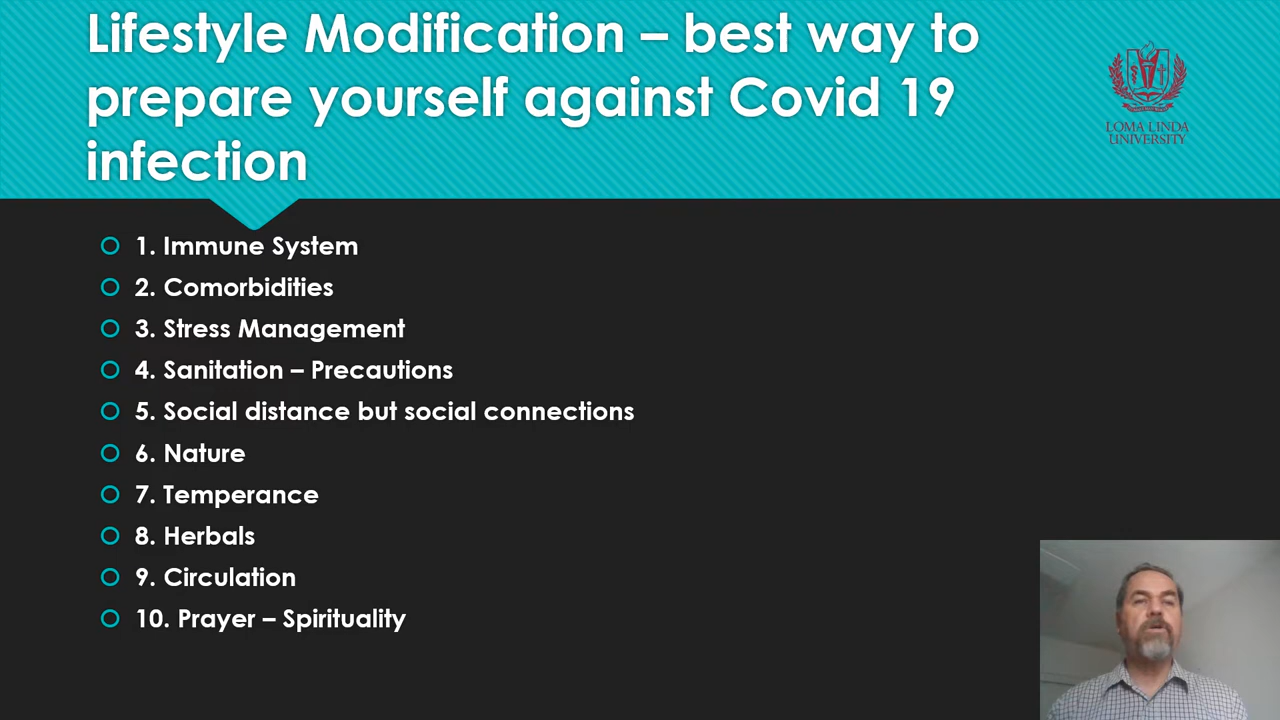 Lifestyle Modification – best way to
prepare yourself against Covid 19
infection
LOMA LINDA
UNIVERSITY
1. Immune System
2. Comorbidities
3. Stress Management
4. Sanitation – Precautions
5. Social distance but social connections
6. Nature
7. Temperance
8. Herbals
9. Circulation
10. Prayer – Spirituality